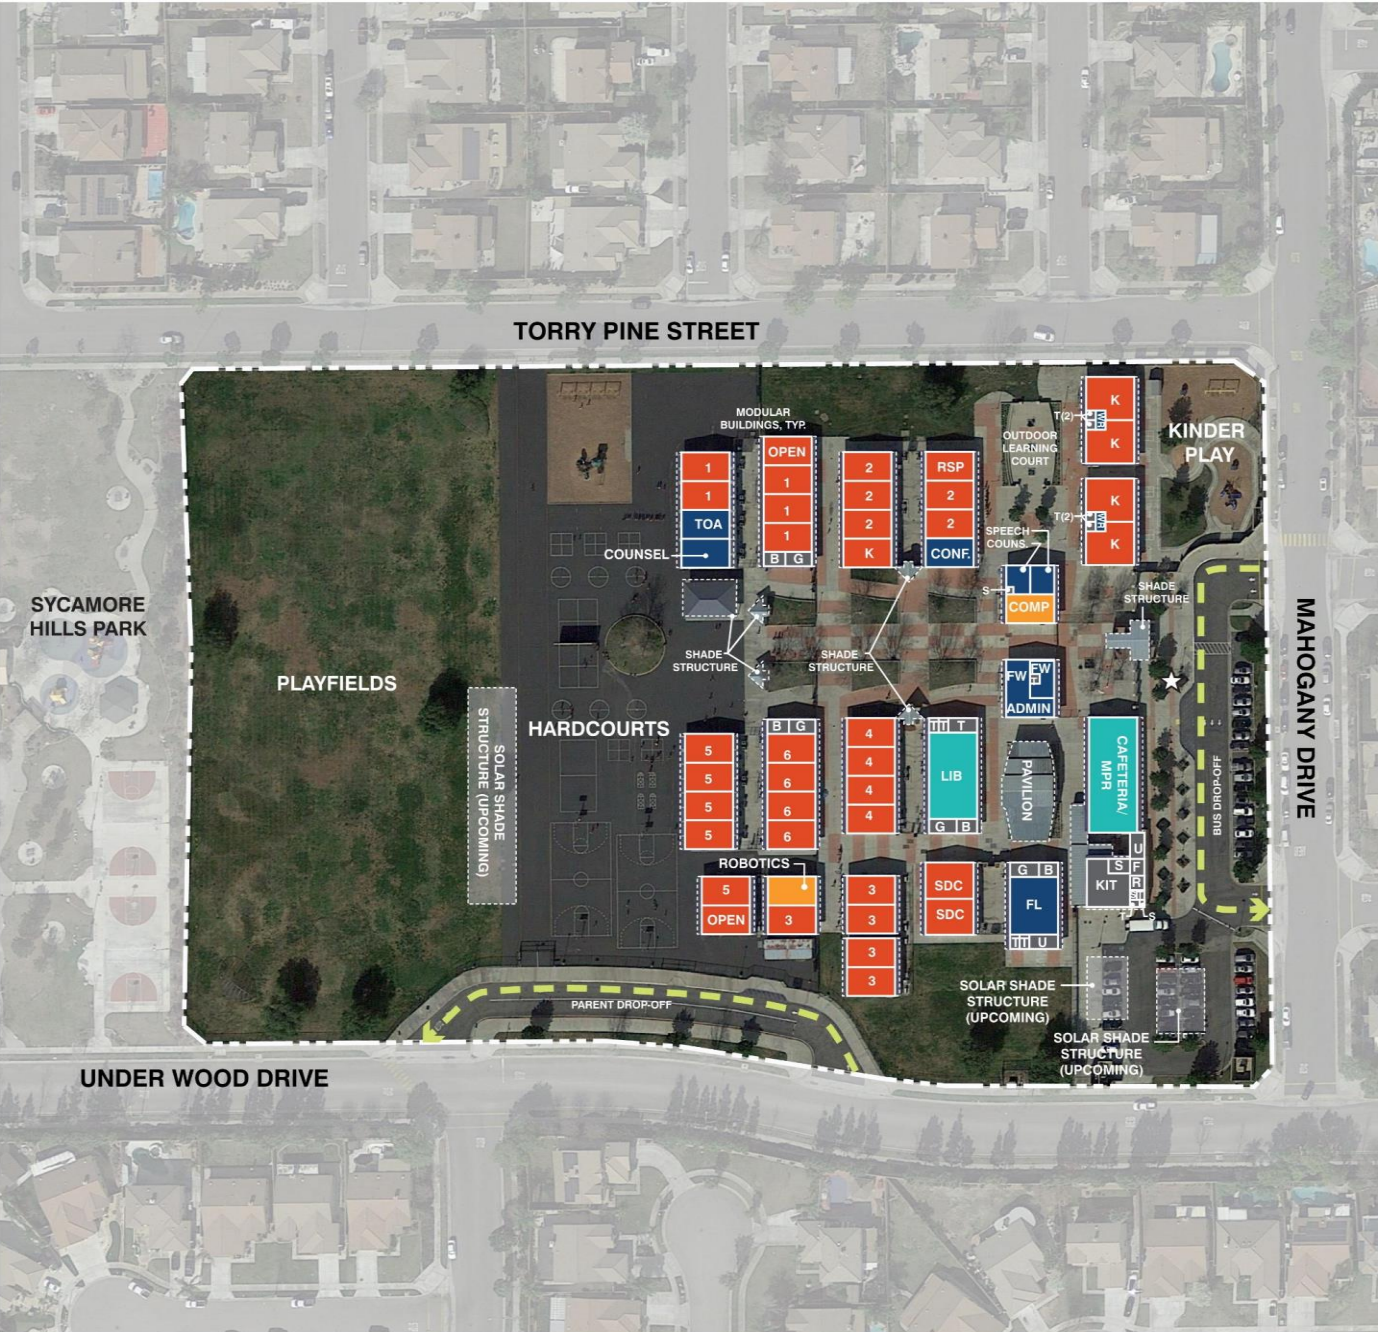 TORRY PINE STREET
MODULAR
BUILDINGS, TYP.
KINDER
PLAY
OUTDOOR
LEARNING
COURT
T(2)
K
WR
K
T(2)
K
WR
K
1
1
TOA
COUNSEL
OPEN
1
1
1
B G
2
2
2
K
RSP
2
2
CONF.
SPEECH
COUNS.
S
COMP
SHADE
STRUCTURE
SHADE
STRUCTURE
SHADE
STRUCTURE
SYCAMORE
HILLS PARK
PLAYFIELDS
HARDCOURTS
SOLAR SHADE
STRUCTURE (UPCOMING)
FW
FW
ADMIN
MAHOGANY DRIVE
BUS DROP-OFF
5
5
5
5
B G
6
6
6
6
4
4
4
4
T T T
LIB
G B
PAVILION
CAFETERIA/
MPR
U
S F
KIT R
S
ROBOTICS
5
OPEN
3
3
3
3
3
SDC
SDC
G B
FL
T T U
PARENT DROP-OFF
SOLAR SHADE
STRUCTURE
(UPCOMING)
SOLAR SHADE
STRUCTURE
(UPCOMING)
UNDER WOOD DRIVE